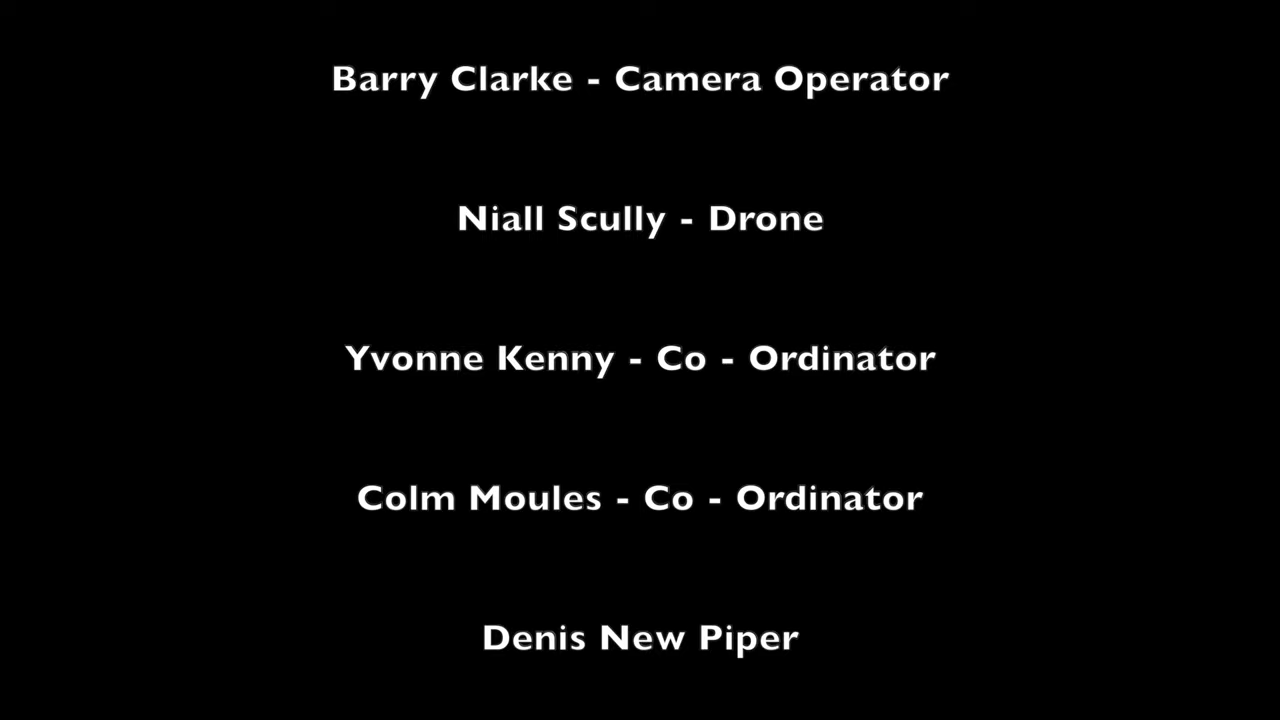 Barry Clarke - Camera Operator
Niall Scully - Drone
Yvonne Kenny - Co - Ordinator
Colm Moules - Co - Ordinator
Denis New Piper